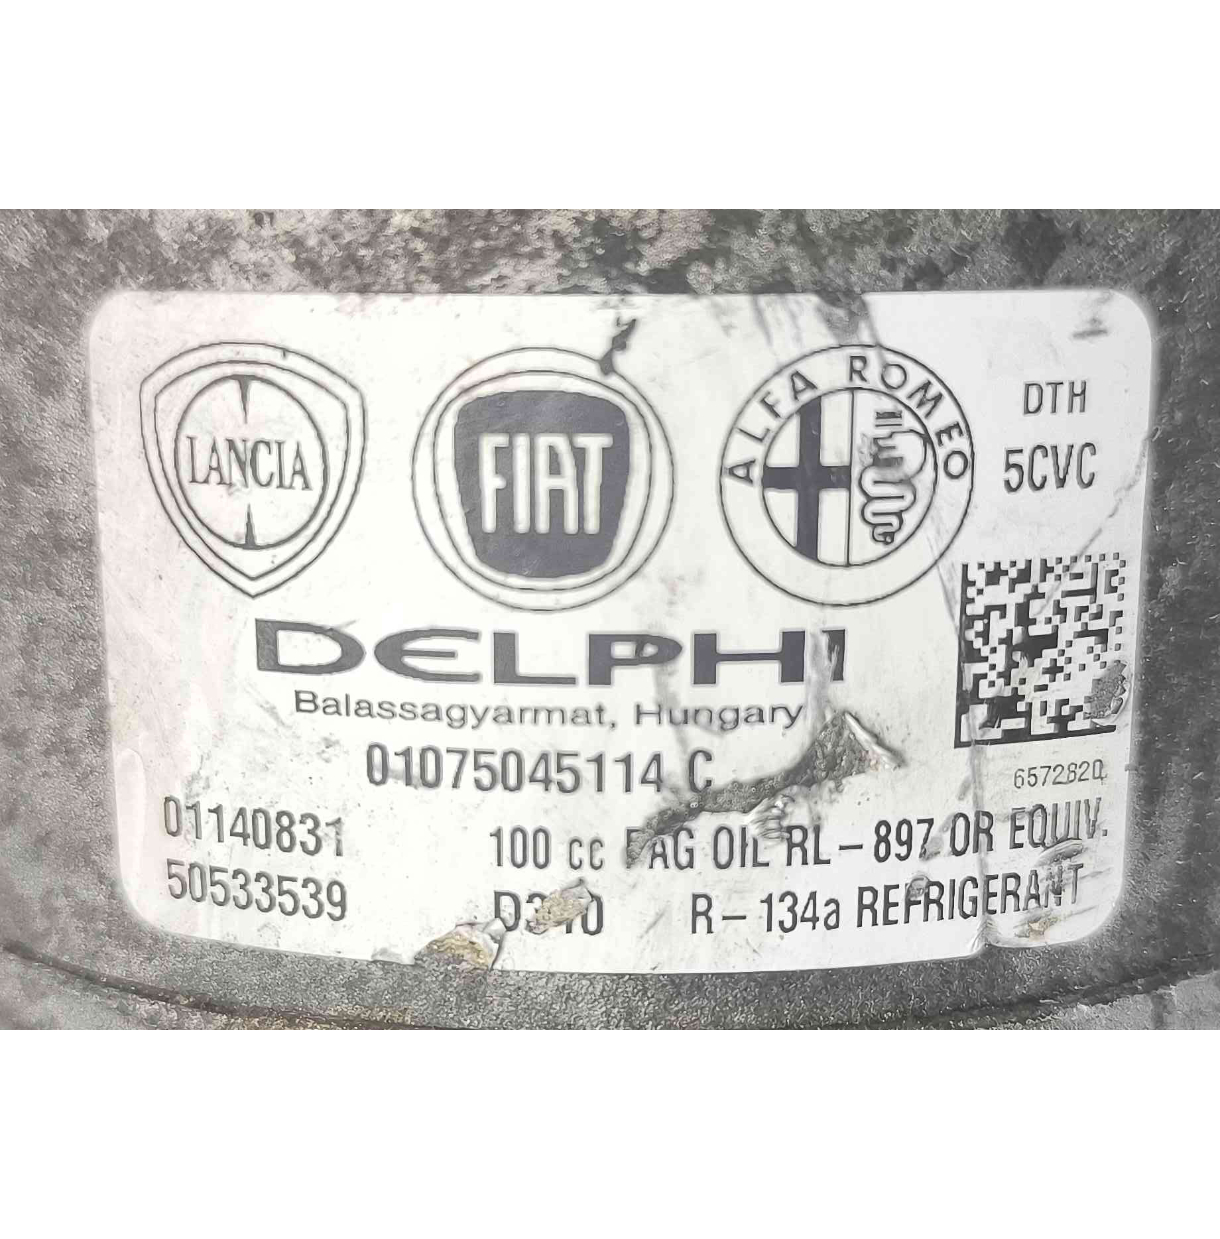 LANCIA
FIAT
ALFA ROMEO
DTH
5CVC
DELPHI
Balassagyarmat, Hungary
01075045114 C
6572820
01140831
100 cc PAG OIL RL-897 OR EQUIV.
50533539
R-134a REFRIGERANT